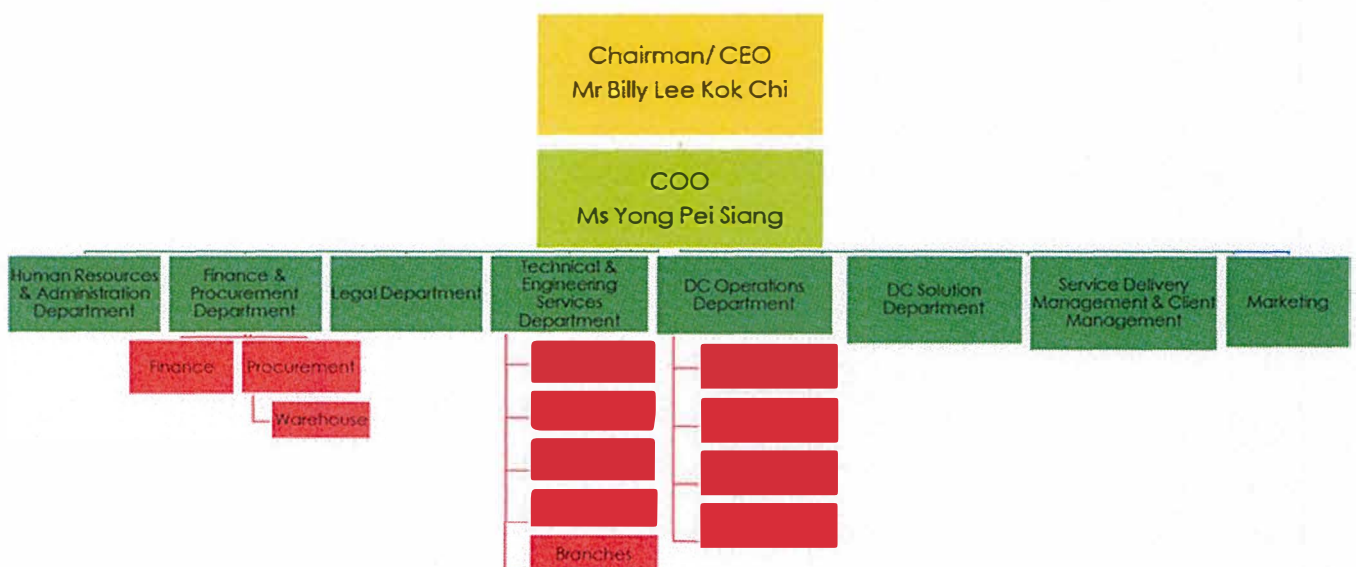 Chairman/ CEO
Mr Billy Lee Kok Chi
COO
Ms Yong Pei Siang
Human Resources
& Administration
Department
Finance &
Procurement
Department
Legal Department
Technical &
Engineering
Services
Department
DC Operations
Department
DC Solution
Department
Service Delivery
Management & Client
Management
Marketing
Finance
Procurement
Warehouse
Branches